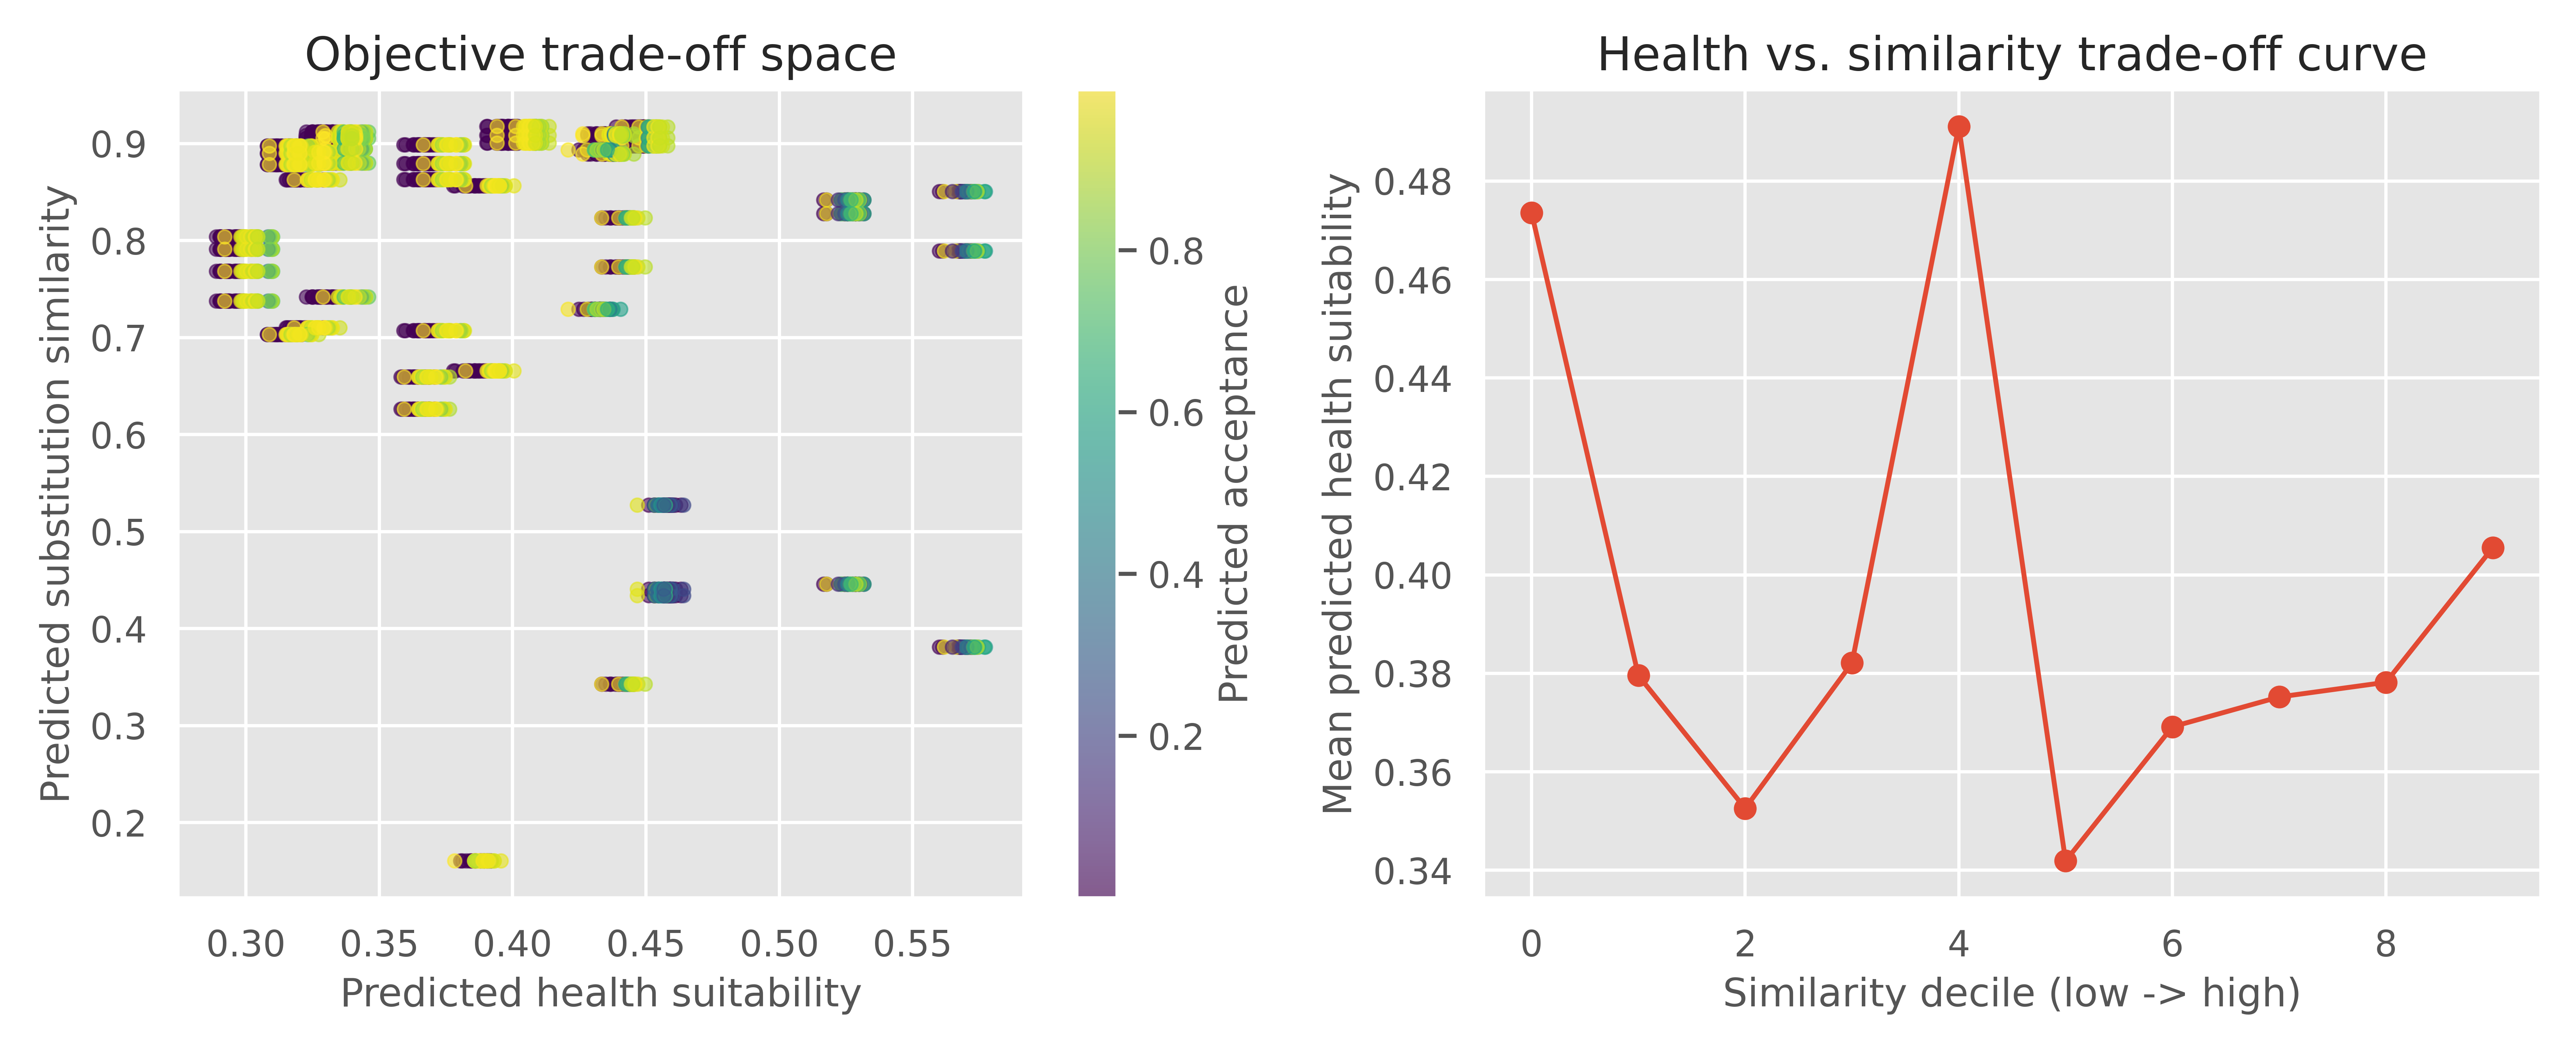 Objective trade-off space
Predicted substitution similarity
0.9
0.8
0.7
0.6
0.5
0.4
0.3
0.2
0.30 0.35 0.40 0.45 0.50 0.55
Predicted health suitability
0.8
0.6
0.4
0.2
Predicted acceptance
Health vs. similarity trade-off curve
Mean predicted health suitability
0.48
0.46
0.44
0.42
0.40
0.38
0.36
0.34
0 2 4 6 8
Similarity decile (low -> high)